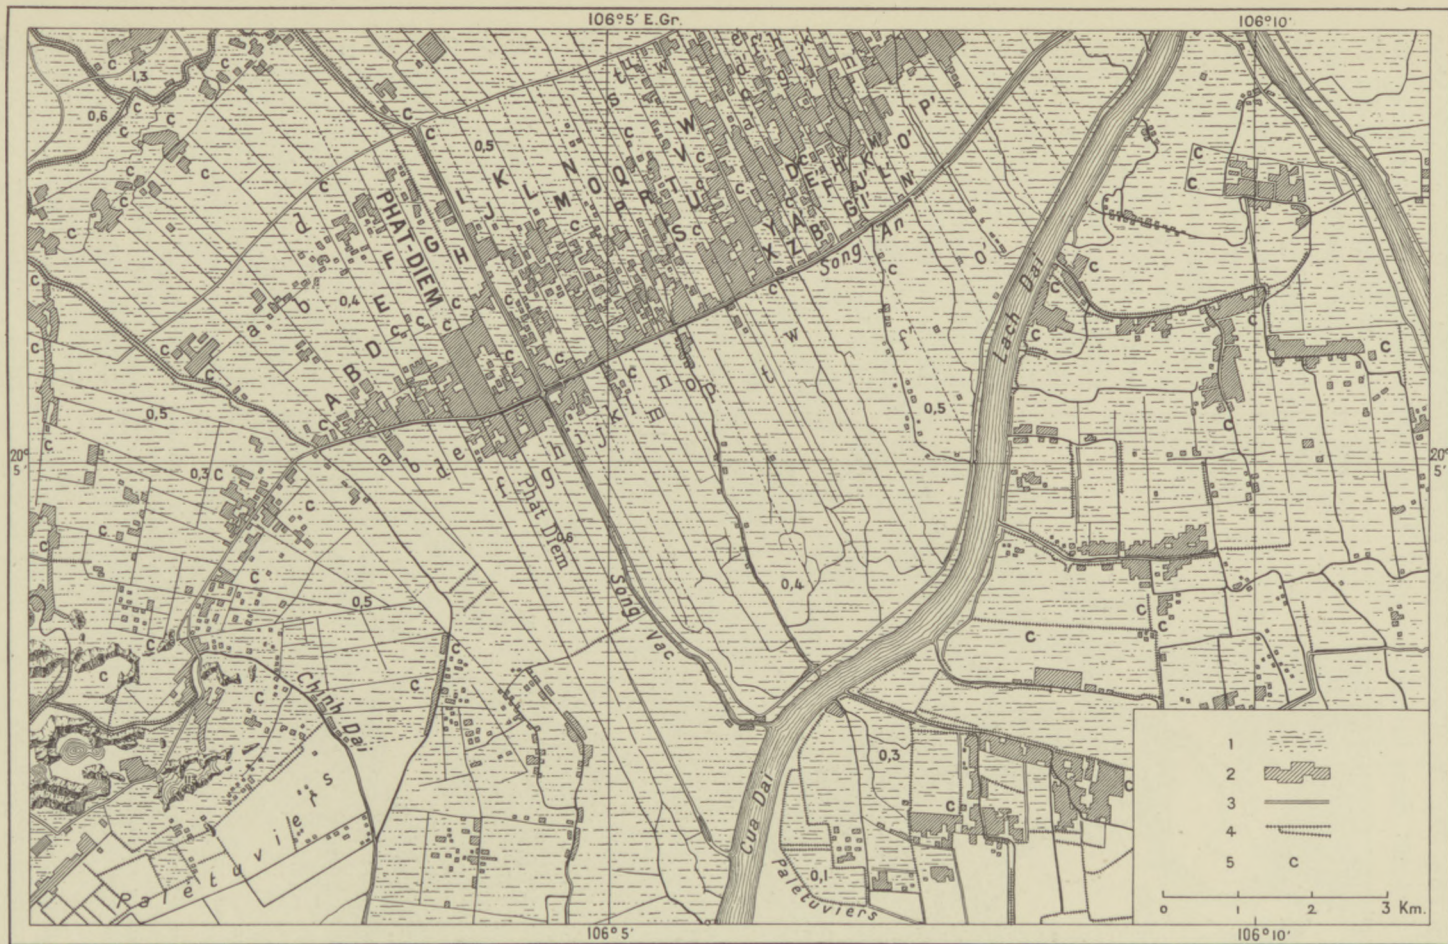 106°5' E.Gr.
106°10'
C
1,3
0,6
0,5
PHAT-DIEM
A B D E F G H I J K L M N O P Q R S T U V W X Y Z
A' B' D' E' F' G' H' I' J' K' L' M' N' O' P'
a b d
0,4
s t u w
Song An
Lach Dai
o
f
w
t
20° 5'
0,5
0,3
a b d e f g h i j k l m n o p
Phat Diem
0,6
0,5
20° 5'
0,5
Song Vac
0,4
Chinh Dai
Cua Dai
0,3
0,1
Palétuviers
Palétuviers
1
2
3
4
5 C
0 1 2 3 Km.
106°5'
106°10'